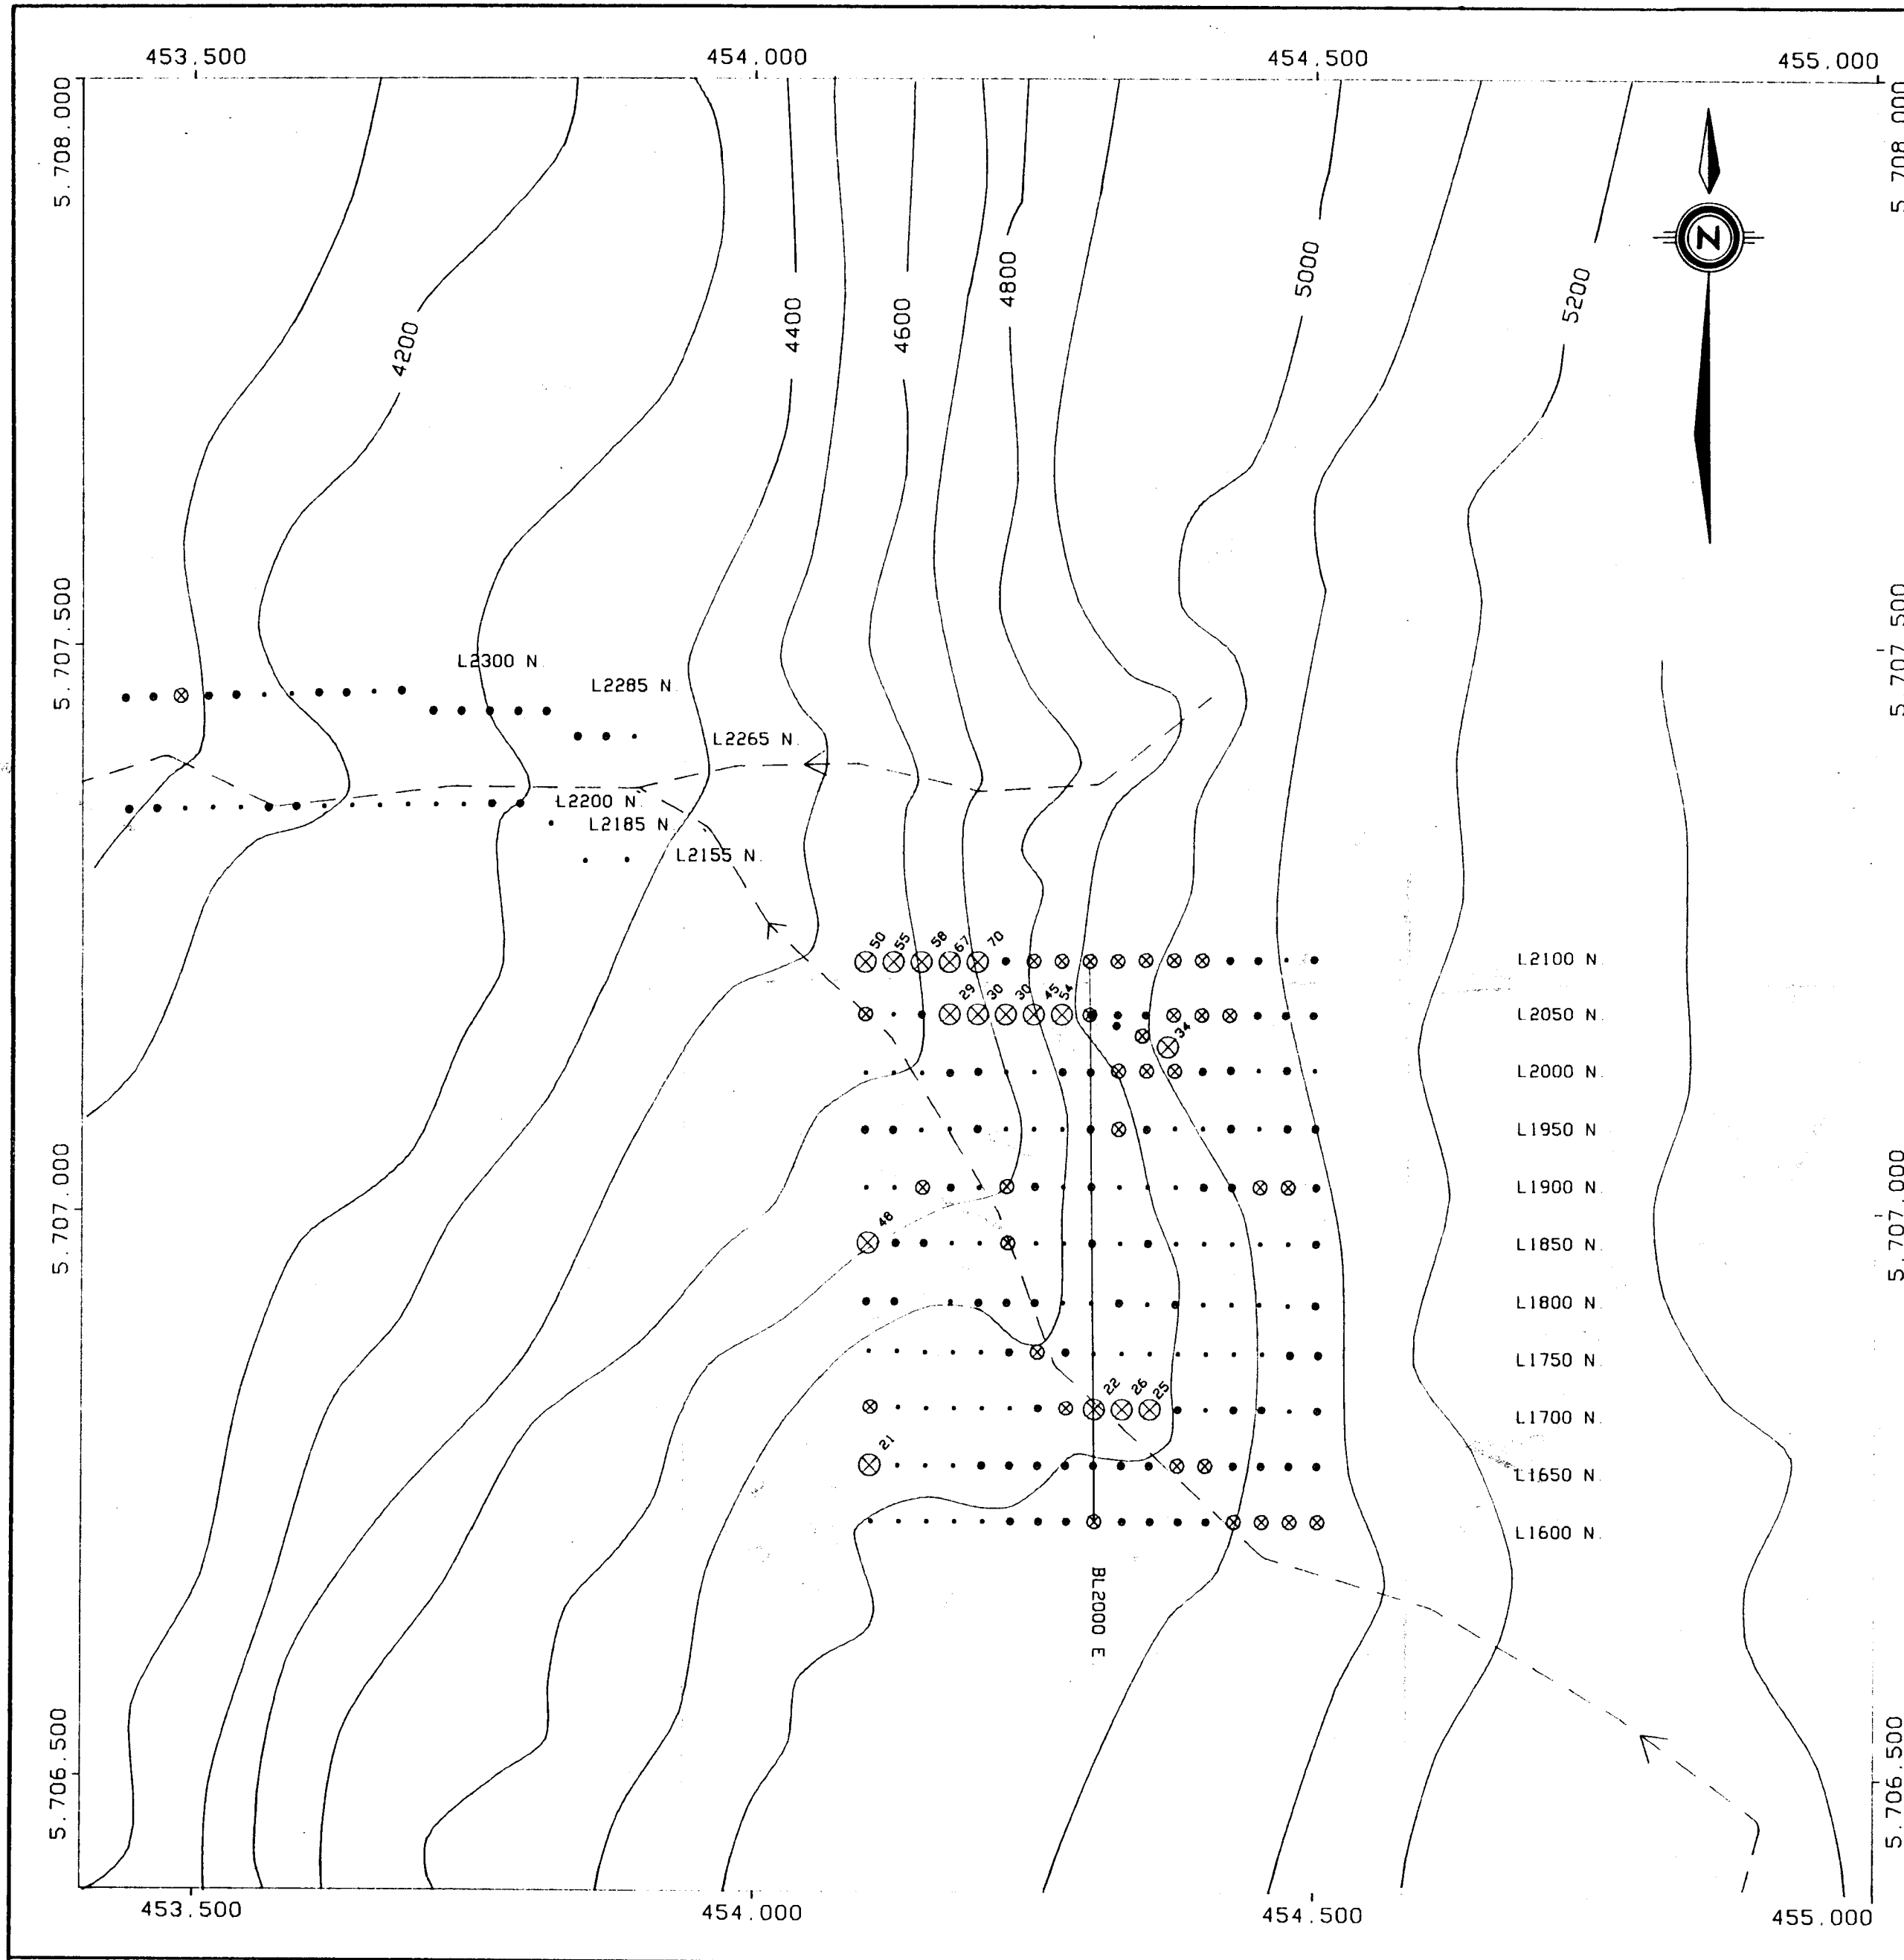 453.500 454.000 454.500 455.000
5.708.000 5.708.000
N
5000
5200
4800
4400 4600
4200
5.707.500 5.707.500
L2300 N.
L2285 N.
L2265 N.
L2200 N.
L2185 N.
L2155 N.
50 55 58 67 70
L2100 N.
29 30 30 45 54
L2050 N.
34
L2000 N.
L1950 N
L1900 N.
5.707.000 5.707.000
48
L1850 N.
L1800 N.
L1750 N.
22 26 25
L1700 N.
21
L1650 N.
L1600 N.
BL2000 E
5.706.500 5.706.500
453.500 454.000 454.500 455.000